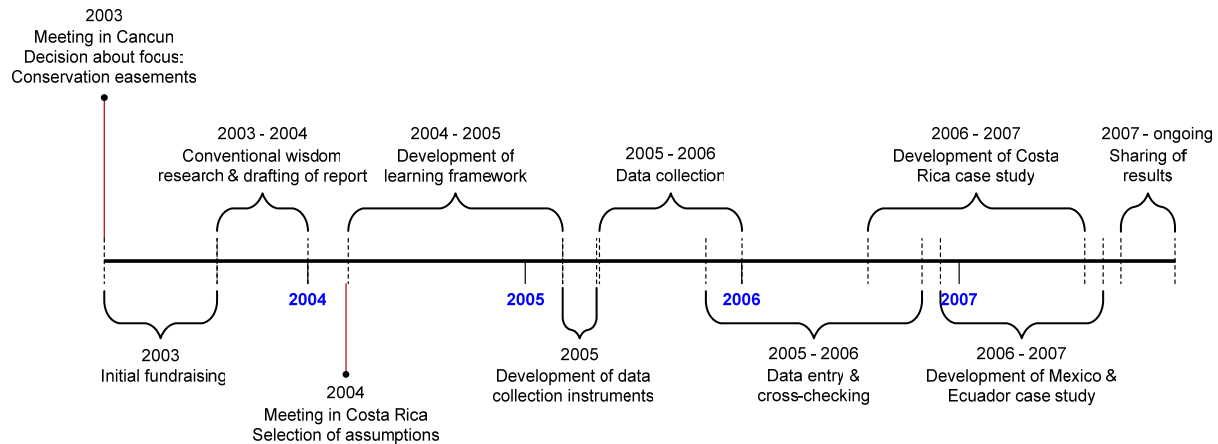 2003
Meeting in Cancun
Decision about focus:
Conservation easements
2003 - 2004
Conventional wisdom
research & drafting of report
2004 - 2005
Development of
learning framework
2005 - 2006
Data collection
2006 - 2007
Development of Costa
Rica case study
2007 - ongoing
Sharing of
results
2004
2005
2006
2007
2003
Initial fundraising
2004
Meeting in Costa Rica
Selection of assumptions
2005
Development of data
collection instruments
2005 - 2006
Data entry &
cross-checking
2006 - 2007
Development of Mexico &
Ecuador case study